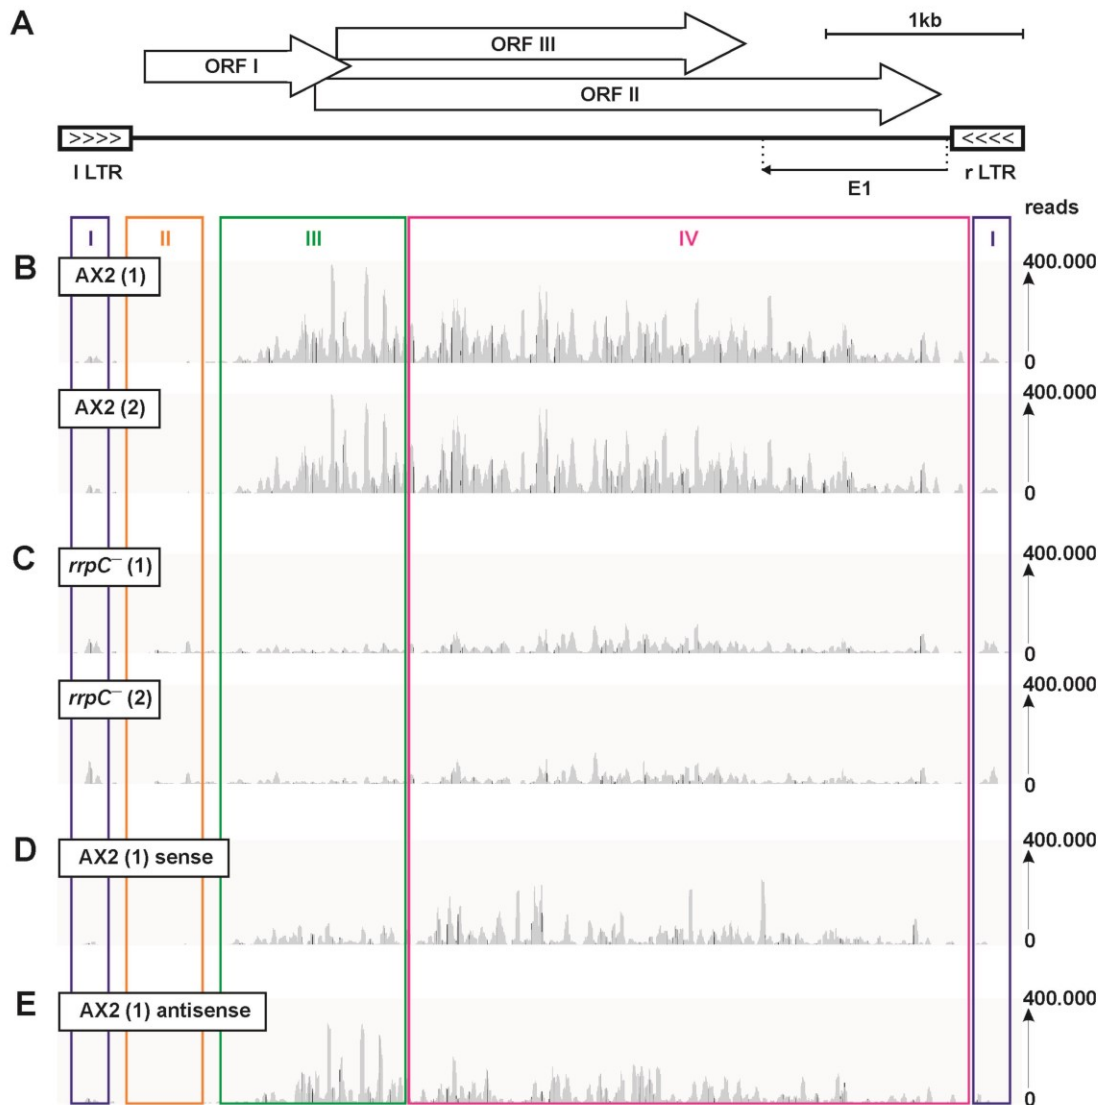 A
1kb
ORF III
ORF I
ORF II
>>>> <<<<
l LTR r LTR
E1
reads
I II III IV I
B
AX2 (1)
400.000
0
AX2 (2)
400.000
0
C
rrpC– (1)
400.000
0
rrpC– (2)
400.000
0
D
AX2 (1) sense
400.000
0
E
AX2 (1) antisense
400.000
0